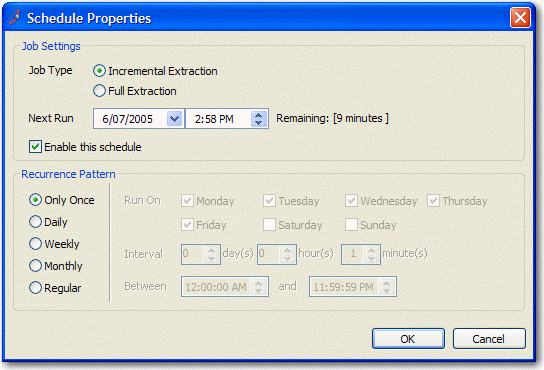 Schedule Properties
Job Settings
Job Type
Incremental Extraction
Full Extraction
Next Run 6/07/2005 2:58 PM Remaining: [9 minutes ]
Enable this schedule
Recurrence Pattern
Only Once
Daily
Weekly
Monthly
Regular
Run On Monday Tuesday Wednesday Thursday
Friday Saturday Sunday
Interval 0 day(s) 0 hour(s) 1 minute(s)
Between 12:00:00 AM and 11:59:59 PM
OK Cancel